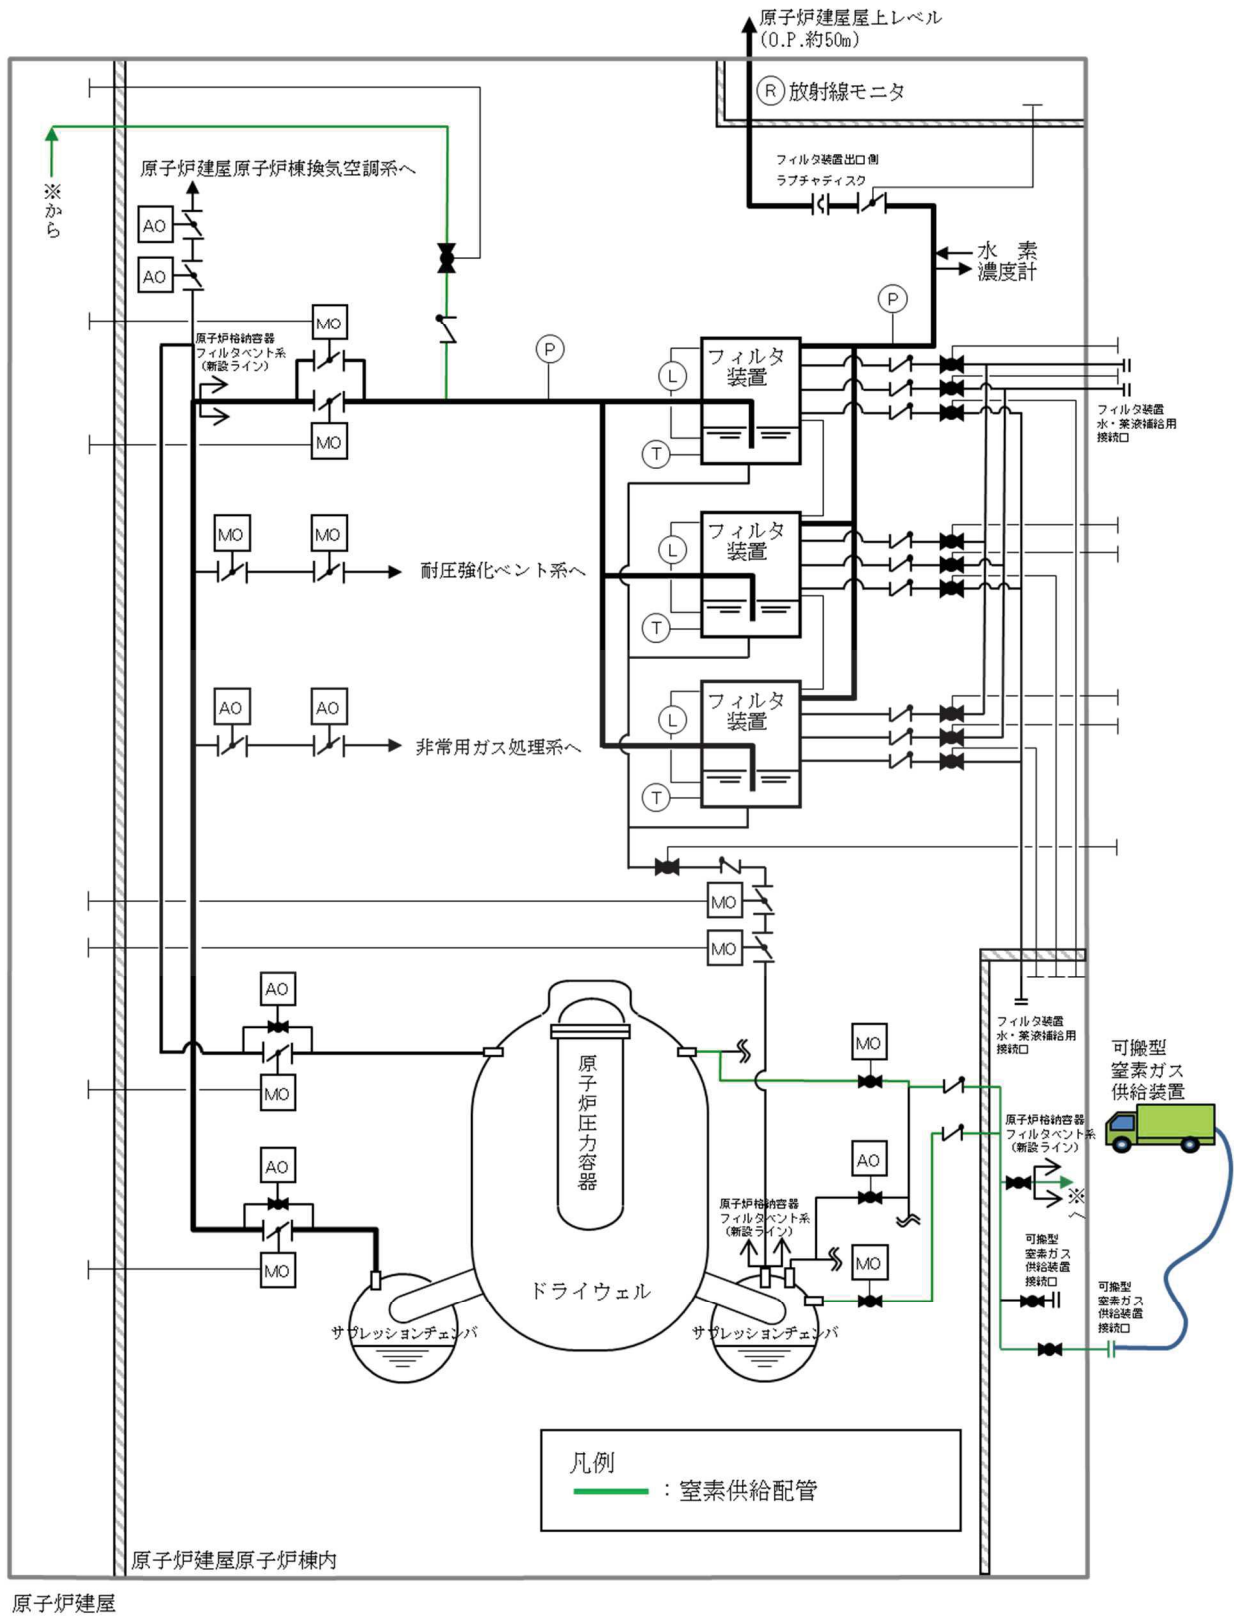 原子炉建屋屋上レベル
(O.P.約50m)
R 放射線モニタ
フィルタ装置出口側
ラプチャディスク
原子炉建屋原子炉棟換気空調系へ
※から
AO
AO
水素
濃度計
P
MO
原子炉格納容器
フィルタベント系
(新設ライン)
P
フィルタ
装置
L
T
MO
フィルタ装置
水・薬液補給用
接続口
MO
MO
耐圧強化ベント系へ
フィルタ
装置
L
T
AO
AO
非常用ガス処理系へ
フィルタ
装置
L
T
MO
MO
AO
MO
原子炉圧力容器
フィルタ装置
水・薬液補給用
接続口
MO
可搬型
窒素ガス
供給装置
原子炉格納容器
フィルタベント系
(新設ライン)
※へ
AO
AO
原子炉格納容器
フィルタベント系
(新設ライン)
MO
MO
可搬型
窒素ガス
供給装置
接続口
可搬型
窒素ガス
供給装置
接続口
ドライウェル
サプレッションチェンバ
サプレッションチェンバ
凡例
：窒素供給配管
原子炉建屋原子炉棟内
原子炉建屋